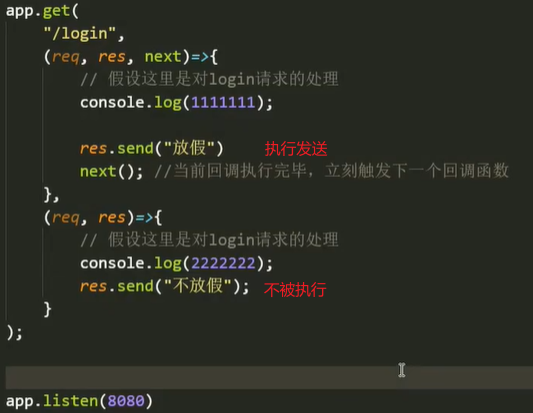 app.get(
"/login",
(req, res, next)=>{
// 假设这里是对login请求的处理
console.log(1111111);
res.send("放假") 执行发送
next(); //当前回调执行完毕，立刻触发下一个回调函数
},
(req, res)=>{
// 假设这里是对login请求的处理
console.log(2222222);
res.send("不放假"); 不被执行
}
);
app.listen(8080)